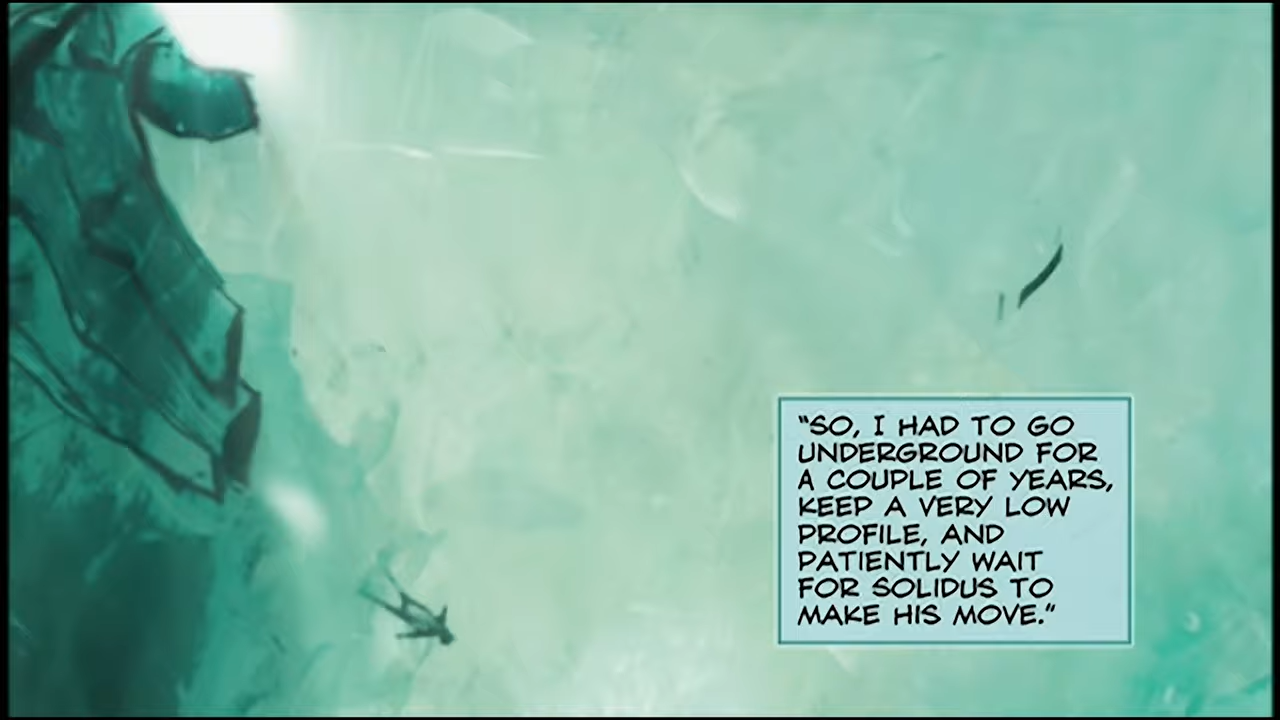 “SO, I HAD TO GO
UNDERGROUND FOR
A COUPLE OF YEARS,
KEEP A VERY LOW
PROFILE, AND
PATIENTLY WAIT
FOR SOLIDUS TO
MAKE HIS MOVE.”